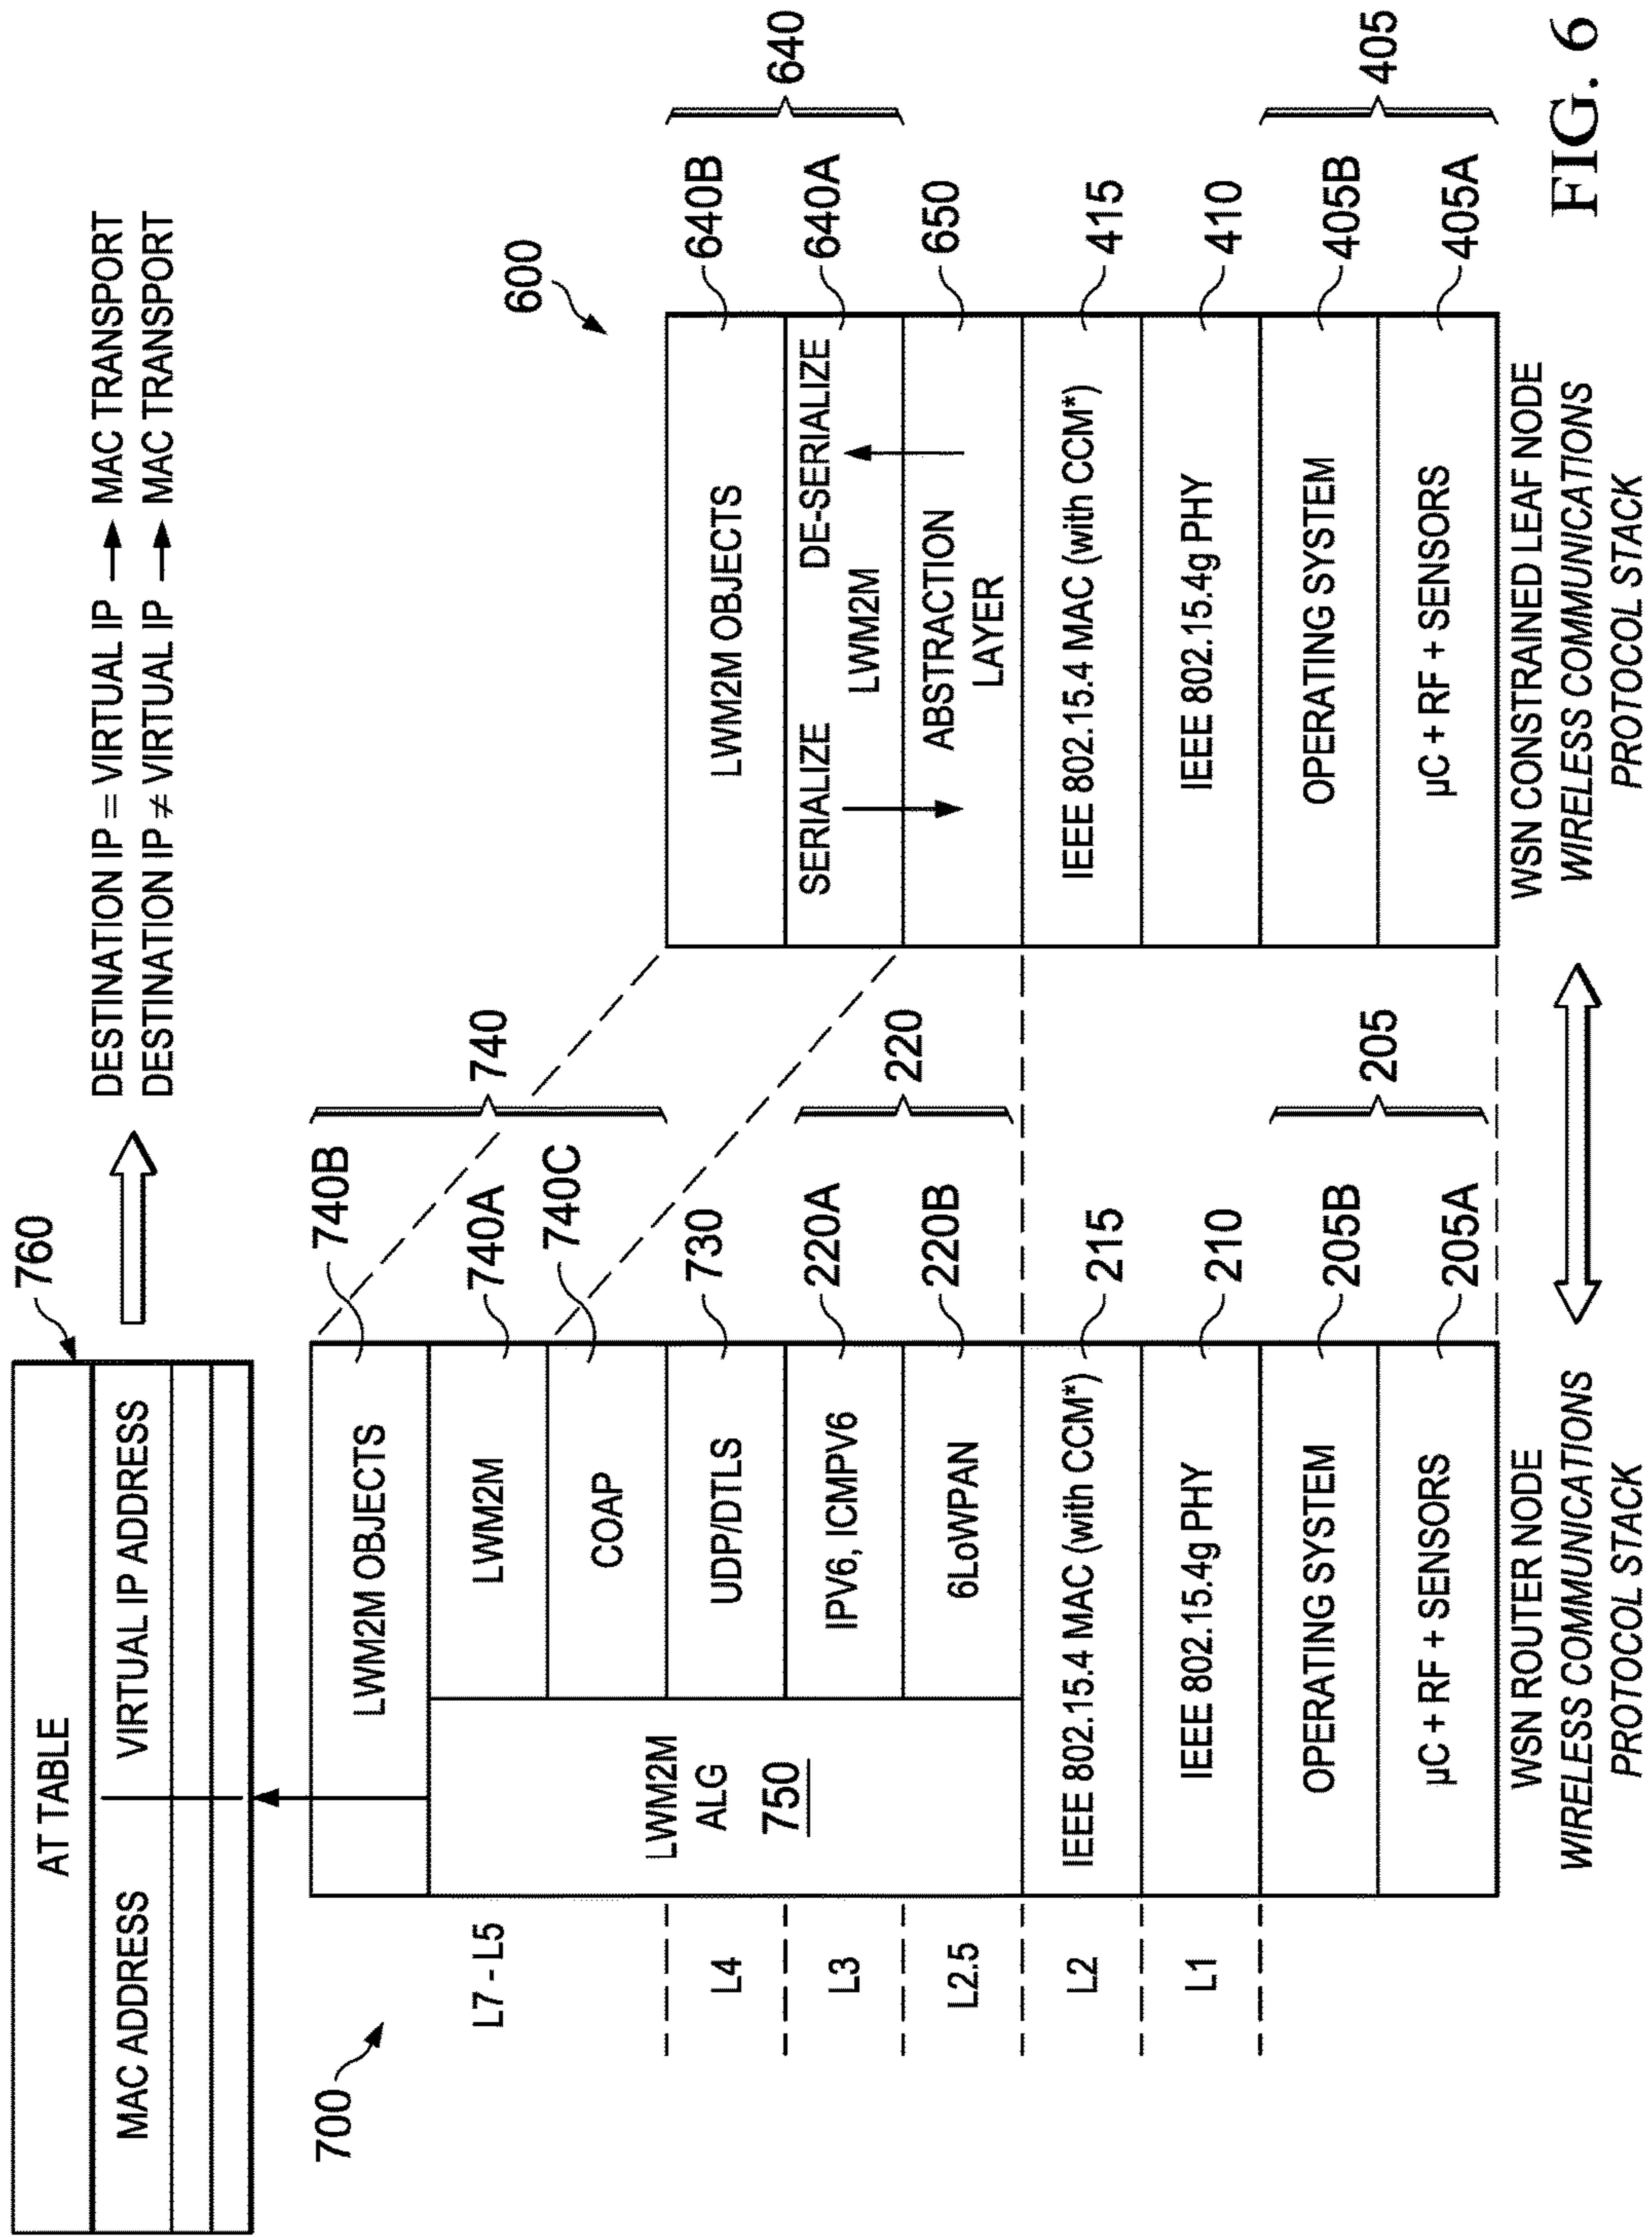 760
AT TABLE
MAC ADDRESS
VIRTUAL IP ADDRESS
DESTINATION IP = VIRTUAL IP → MAC TRANSPORT
DESTINATION IP ≠ VIRTUAL IP → MAC TRANSPORT
700
L7 - L5
L4
L3
L2.5
L2
L1
LWM2M OBJECTS
740B
LWM2M
740A
COAP
740C
740
LWM2M
ALG
750
UDP/DTLS
730
IPV6, ICMPV6
220A
6LoWPAN
220B
220
IEEE 802.15.4 MAC (with CCM*)
215
IEEE 802.15.4g PHY
210
OPERATING SYSTEM
205B
µC + RF + SENSORS
205A
205
WSN ROUTER NODE
WIRELESS COMMUNICATIONS
PROTOCOL STACK
600
LWM2M OBJECTS
640B
SERIALIZE
DE-SERIALIZE
LWM2M
640A
640
ABSTRACTION
LAYER
650
IEEE 802.15.4 MAC (with CCM*)
415
IEEE 802.15.4g PHY
410
OPERATING SYSTEM
405B
µC + RF + SENSORS
405A
405
WSN CONSTRAINED LEAF NODE
WIRELESS COMMUNICATIONS
PROTOCOL STACK
FIG. 6